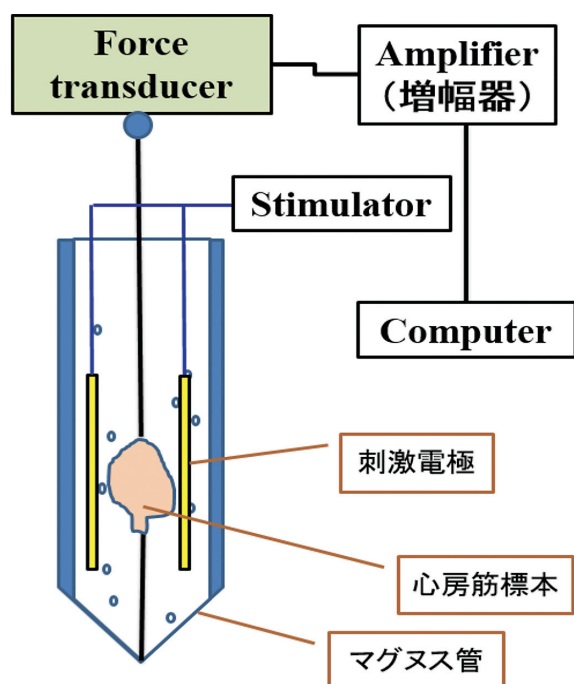 Force
transducer
Amplifier
（増幅器）
Stimulator
Computer
刺激電極
心房筋標本
マグヌス管